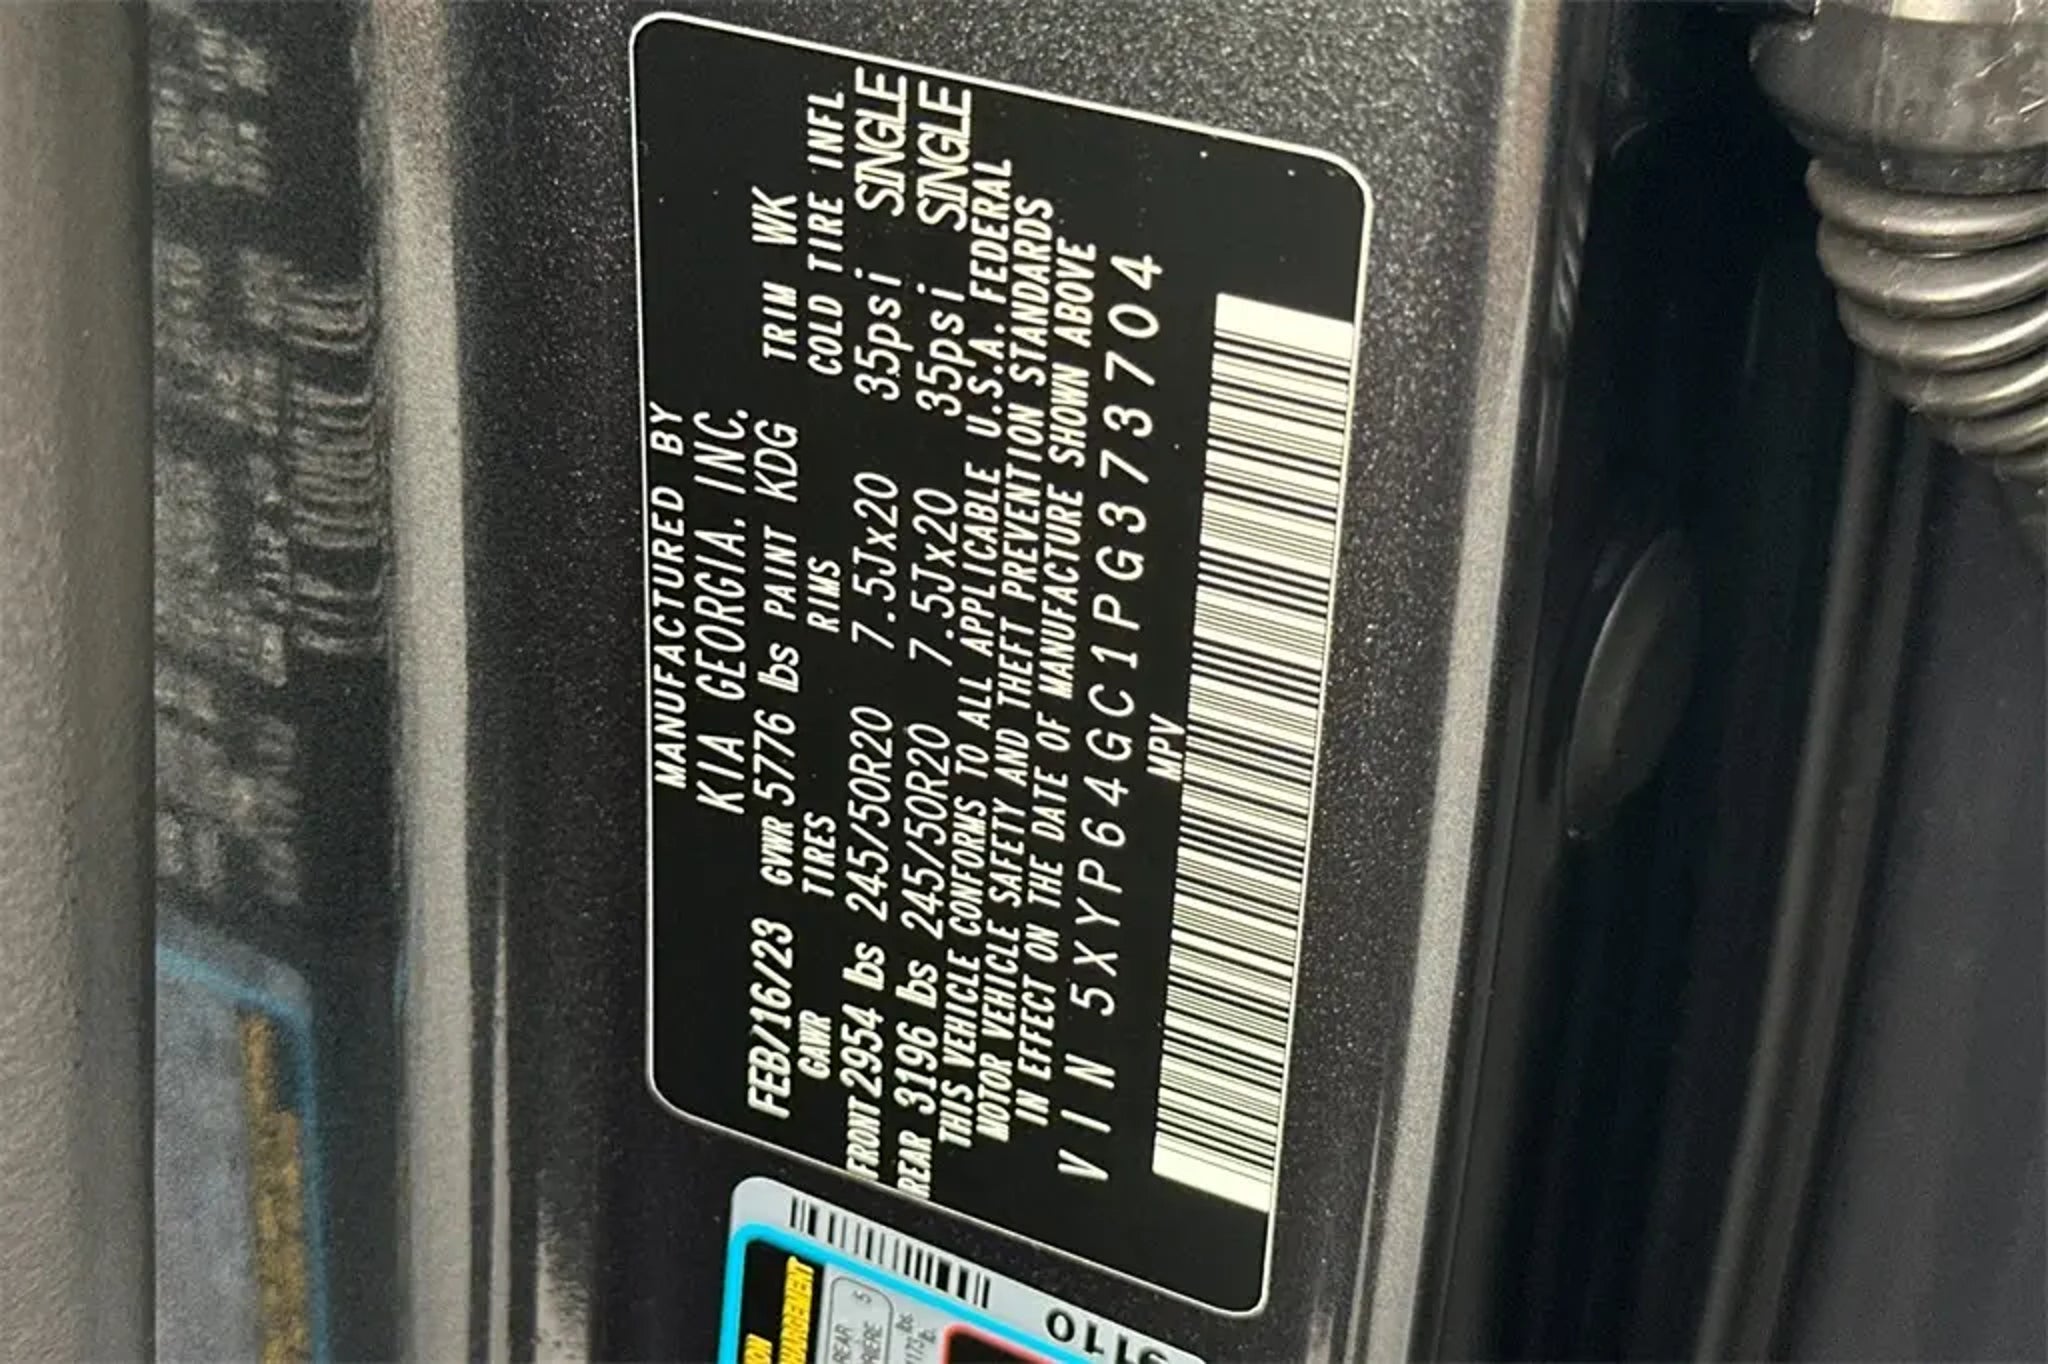 MANUFACTURED BY
KIA GEORGIA, INC.
FEB/16/23 GVWR 5776 lbs PAINT KDG TRIM WK
GAWR TIRES RIMS COLD TIRE INFL
FRONT 2954 lbs 245/50R20 7.5Jx20 35psi SINGLE
REAR 3196 lbs 245/50R20 7.5Jx20 35psi SINGLE
THIS VEHICLE CONFORMS TO ALL APPLICABLE U.S.A. FEDERAL
MOTOR VEHICLE SAFETY AND THEFT PREVENTION STANDARDS
IN EFFECT ON THE DATE OF MANUFACTURE SHOWN ABOVE
VIN 5XYP64GC1PG373704
MPV
REAR 5